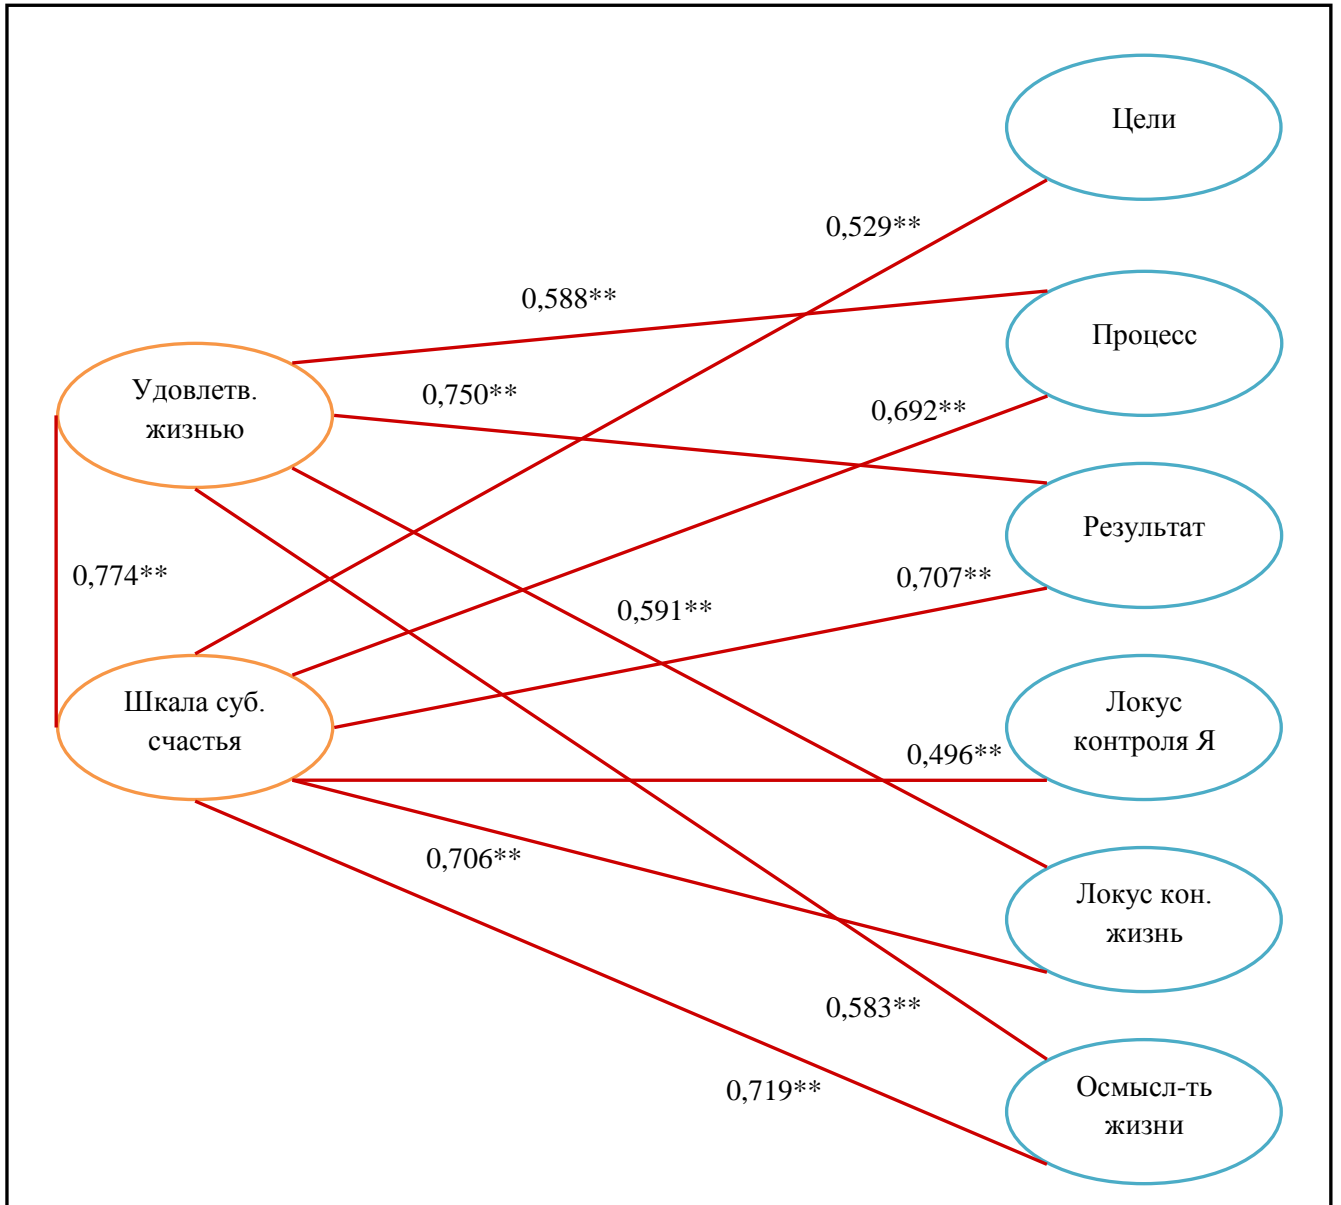 Цели
0,529**
0,588**
Процесс
Удовлетв.
жизнью
0,750**
0,692**
Результат
0,774**
0,707**
0,591**
Шкала суб.
счастья
Локус
контроля Я
0,496**
0,706**
Локус кон.
жизнь
0,583**
0,719**
Осмысл-ть
жизни